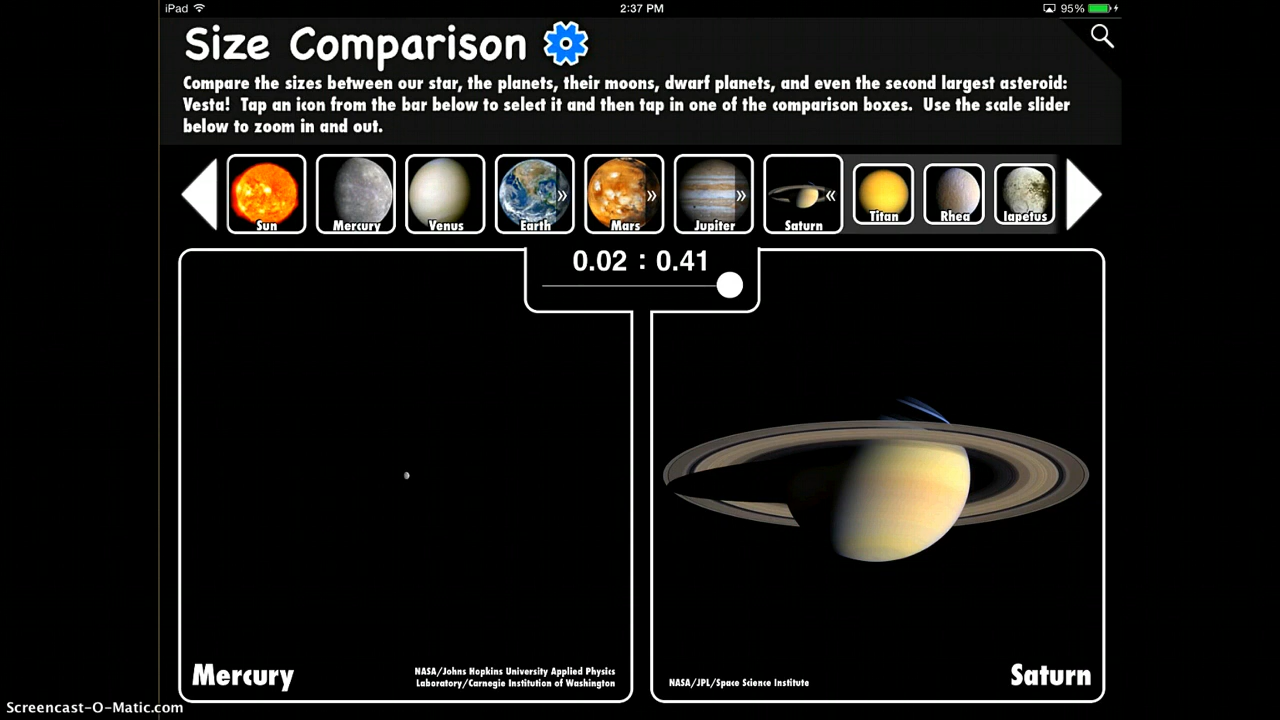 iPad
2:37 PM
95%
Size Comparison
Compare the sizes between our star, the planets, their moons, dwarf planets, and even the second largest asteroid:
Vesta!  Tap an icon from the bar below to select it and then tap in one of the comparison boxes.  Use the scale slider
below to zoom in and out.
Sun
Mercury
Venus
Earth »
Mars »
Jupiter »
Saturn «
Titan
Rhea
Iapetus
0.02 : 0.41
Mercury
NASA/Johns Hopkins University Applied Physics
Laboratory/Carnegie Institution of Washington
NASA/JPL/Space Science Institute
Saturn
Screencast-O-Matic.com